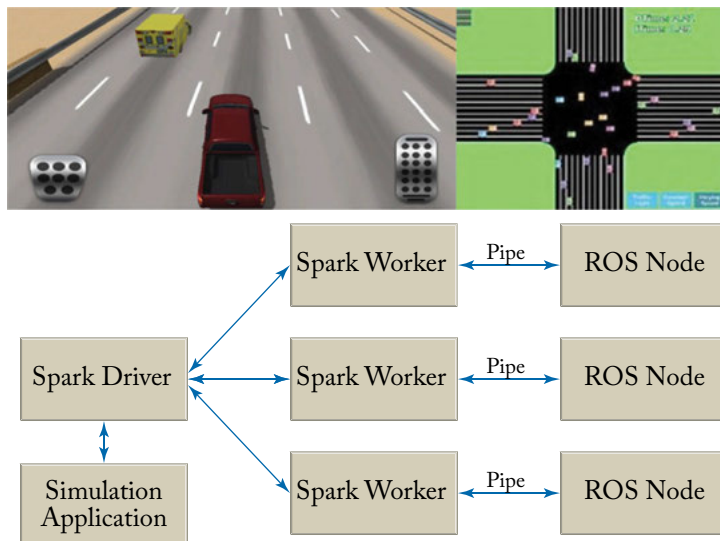 Spark Worker
Pipe
ROS Node
Spark Driver
Spark Worker
Pipe
ROS Node
Simulation
Application
Spark Worker
Pipe
ROS Node